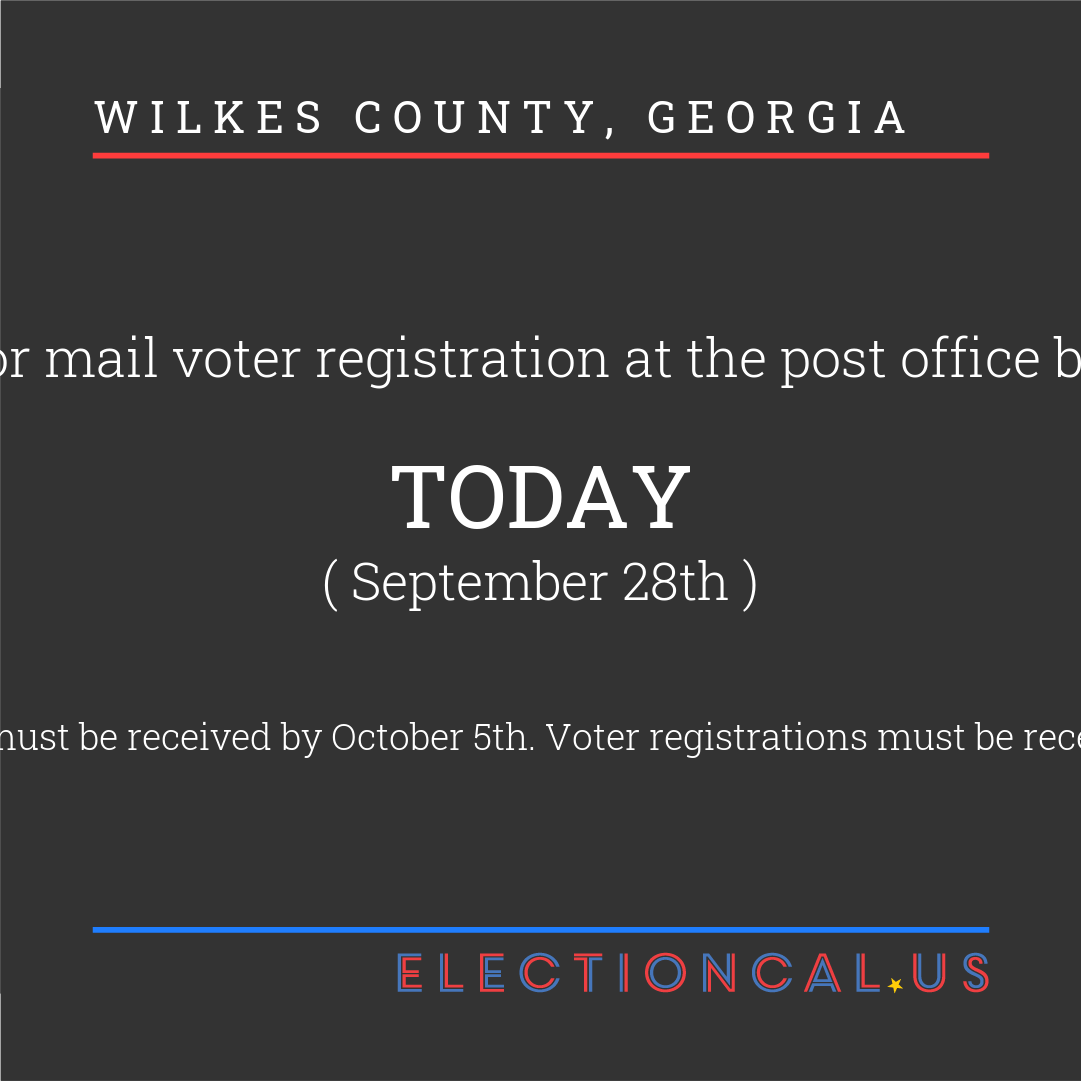 WILKES COUNTY, GEORGIA
or mail voter registration at the post office b
TODAY
( September 28th )
must be received by October 5th. Voter registrations must be rece
ELECTIONCAL.US